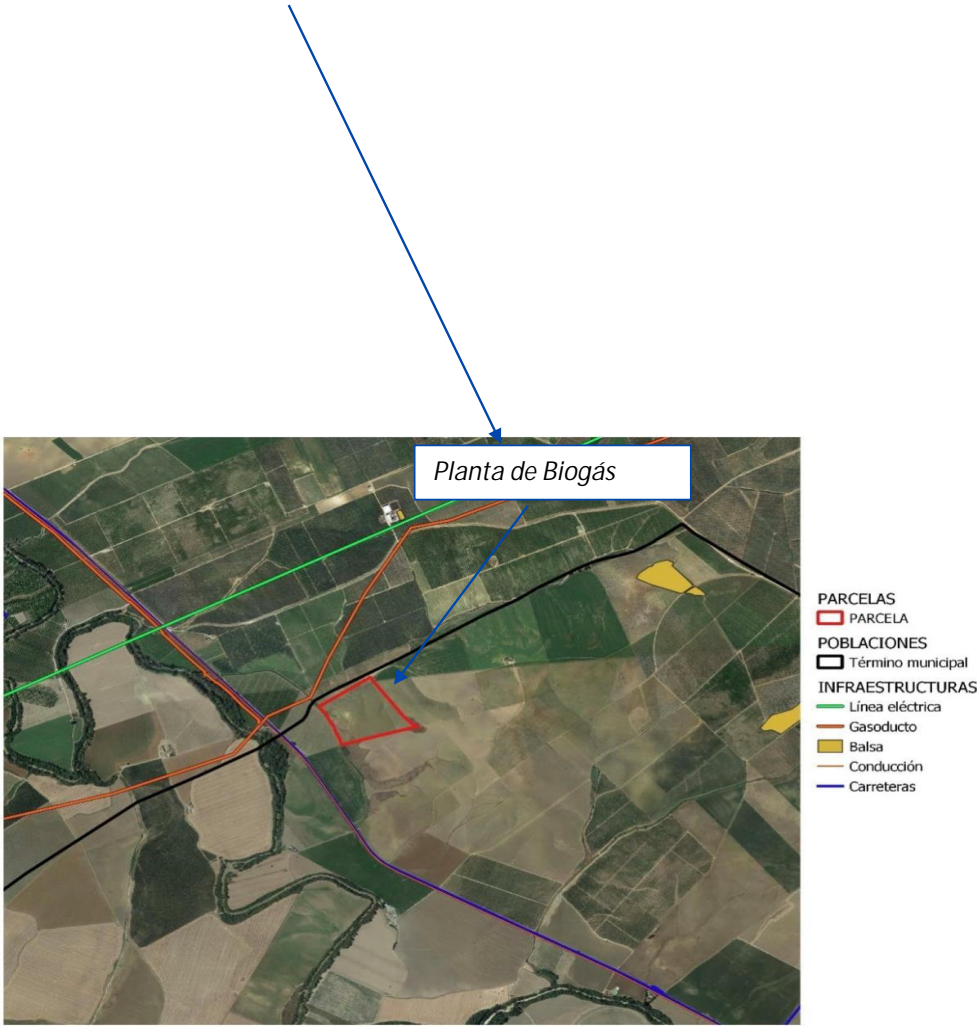 Planta de Biogás
PARCELAS
PARCELA
POBLACIONES
Término municipal
INFRAESTRUCTURAS
Línea eléctrica
Gasoducto
Balsa
Conducción
Carreteras